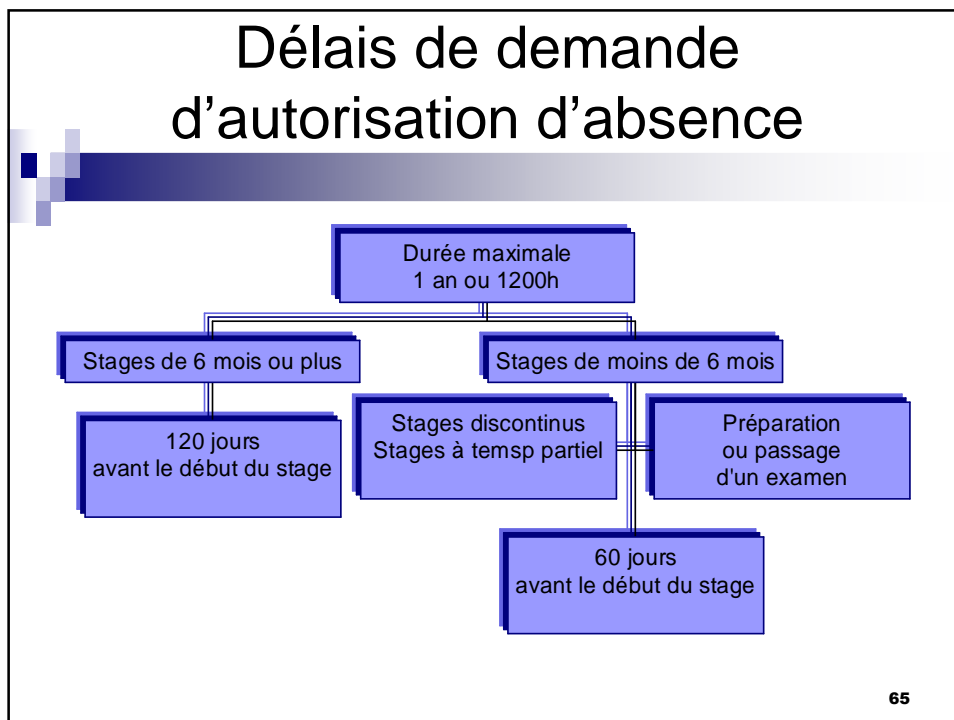 Délais de demande
d’autorisation d’absence
Durée maximale
1 an ou 1200h
Stages de 6 mois ou plus
Stages de moins de 6 mois
120 jours
avant le début du stage
Stages discontinus
Stages à temsp partiel
Préparation
ou passage
d'un examen
60 jours
avant le début du stage
65